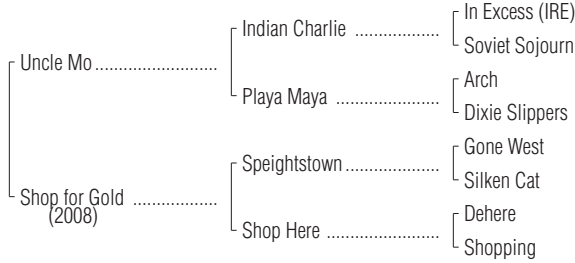 In Excess (IRE)
Indian Charlie ....................
Soviet Sojourn
Uncle Mo..........................
Arch
Playa Maya .......................
Dixie Slippers
Gone West
Speightstown....................
Silken Cat
Shop for Gold ..................
(2008)
Dehere
Shop Here ........................
Shopping